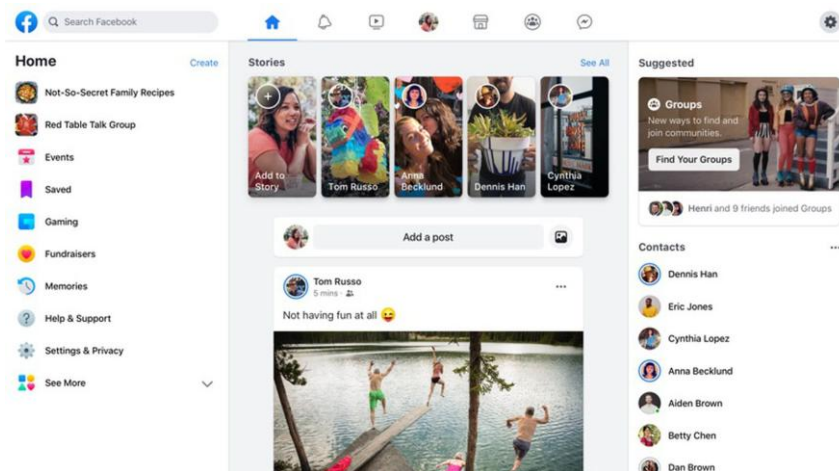 Search Facebook
Home
Create
Not-So-Secret Family Recipes
Red Table Talk Group
Events
Saved
Gaming
Fundraisers
Memories
Help & Support
Settings & Privacy
See More
Stories
See All
Add to
Story
Tom Russo
Anna
Becklund
Dennis Han
Cynthia
Lopez
Add a post
Tom Russo
5 mins ·
Not having fun at all 😜
Suggested
Groups
New ways to find and
join communities.
Find Your Groups
Henri and 9 friends joined Groups
Contacts
Dennis Han
Eric Jones
Cynthia Lopez
Anna Becklund
Aiden Brown
Betty Chen
Dan Brown